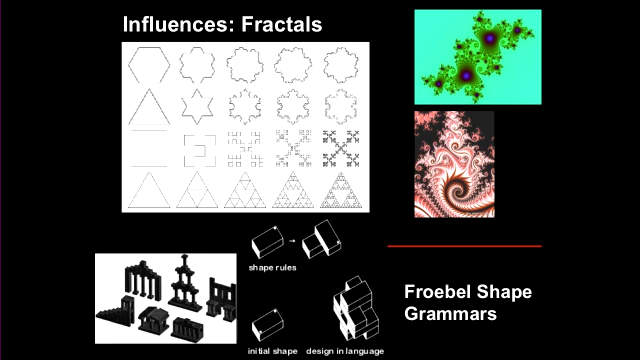 Influences: Fractals
shape rules
Froebel Shape
Grammars
initial shape
design in language